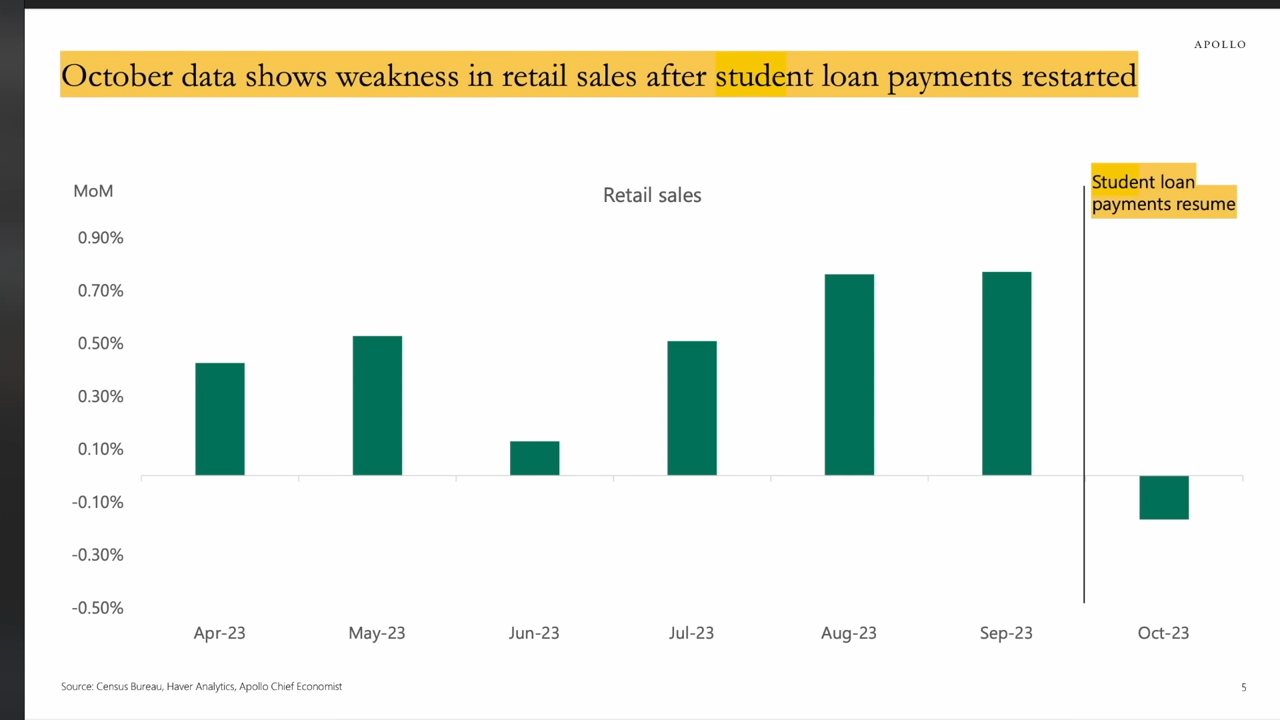 APOLLO
October data shows weakness in retail sales after student loan payments restarted
MoM
Retail sales
Student loan
payments resume
0.90%
0.70%
0.50%
0.30%
0.10%
-0.10%
-0.30%
-0.50%
Apr-23 May-23 Jun-23 Jul-23 Aug-23 Sep-23 Oct-23
Source: Census Bureau, Haver Analytics, Apollo Chief Economist
5